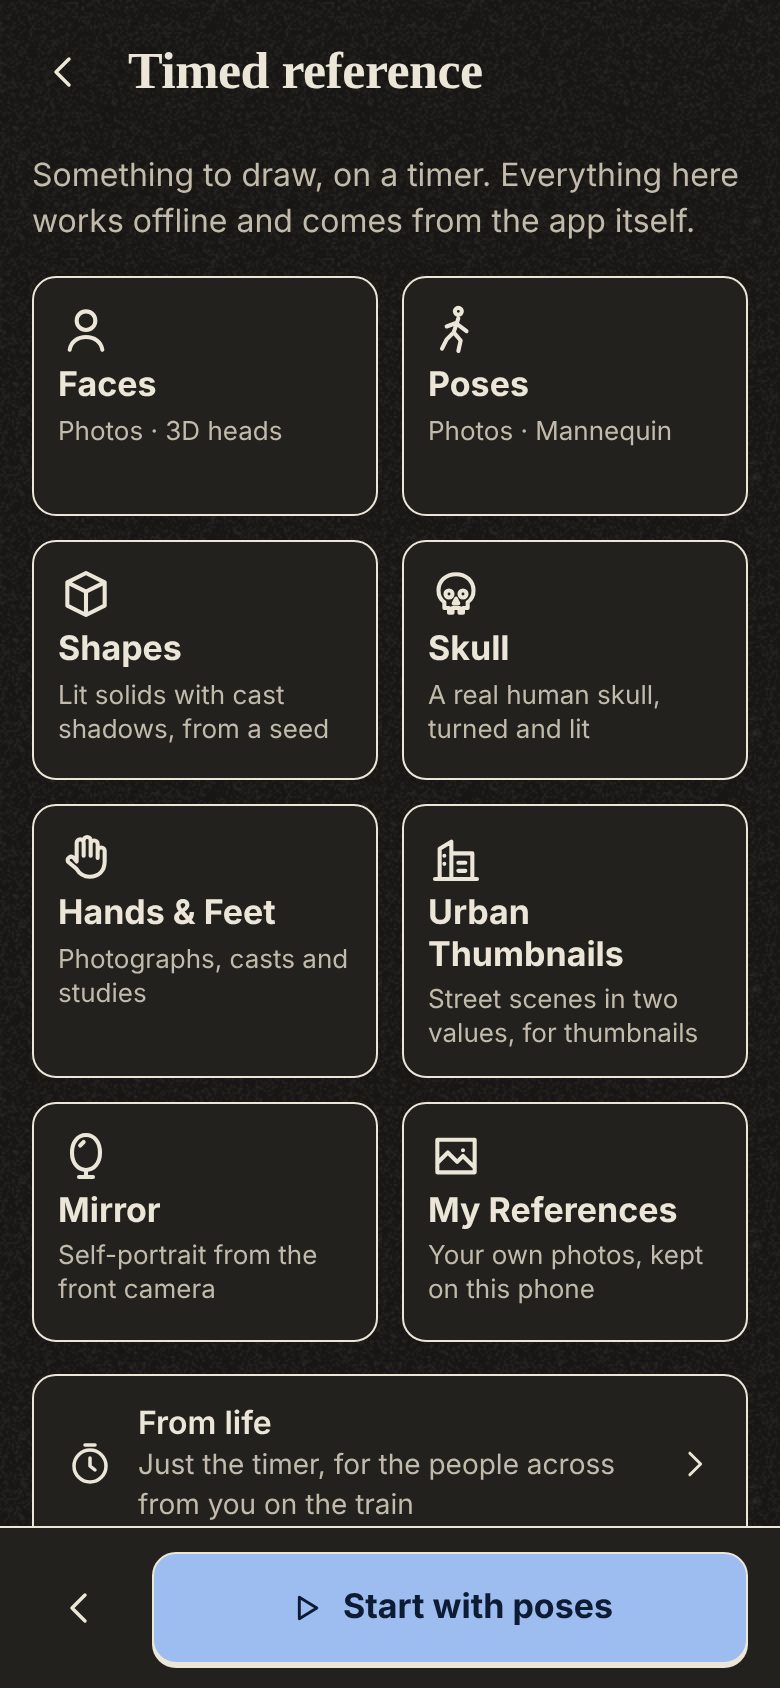 Timed reference
Something to draw, on a timer. Everything here
works offline and comes from the app itself.
Faces
Photos · 3D heads
Poses
Photos · Mannequin
Shapes
Lit solids with cast
shadows, from a seed
Skull
A real human skull,
turned and lit
Hands & Feet
Photographs, casts and
studies
Urban
Thumbnails
Street scenes in two
values, for thumbnails
Mirror
Self-portrait from the
front camera
My References
Your own photos, kept
on this phone
From life
Just the timer, for the people across
from you on the train
Start with poses